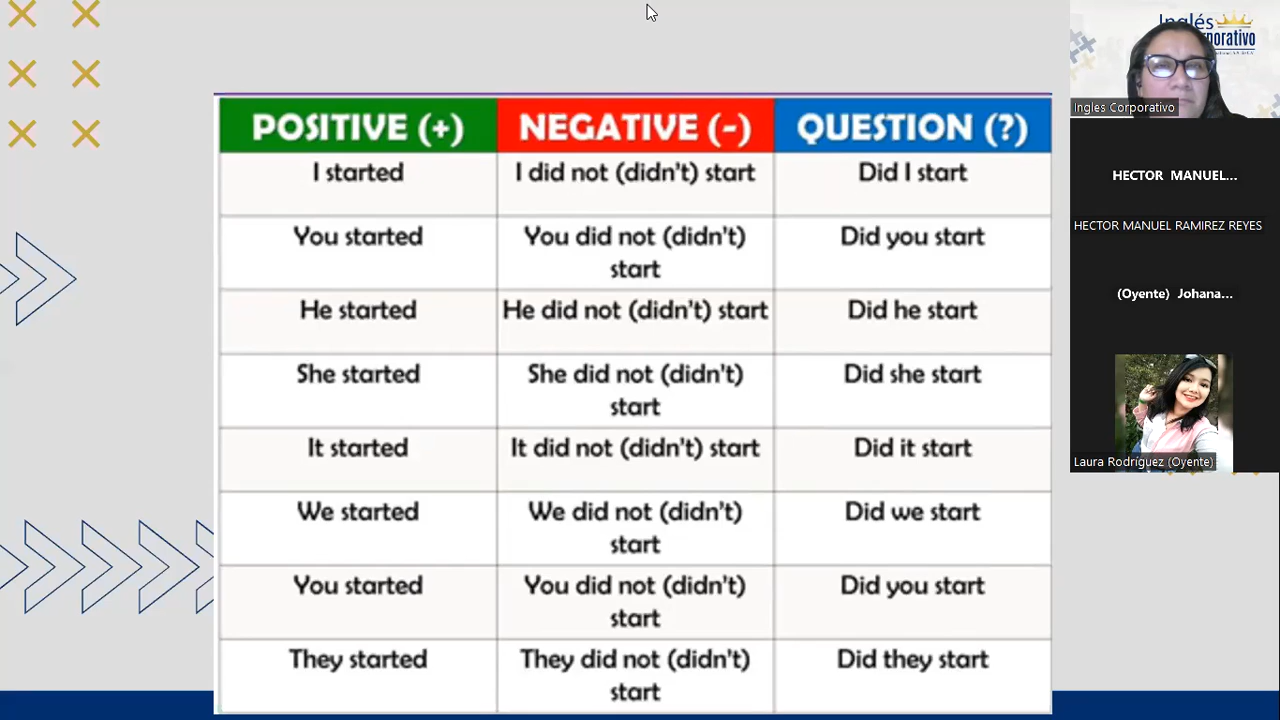 POSITIVE (+) NEGATIVE (-) QUESTION (?)
I started I did not (didn't) start Did I start
You started You did not (didn't) start Did you start
He started He did not (didn't) start Did he start
She started She did not (didn't) start Did she start
It started It did not (didn't) start Did it start
We started We did not (didn't) start Did we start
You started You did not (didn't) start Did you start
They started They did not (didn't) start Did they start
Inglés
Ingles Corporativo
HECTOR MANUEL...
HECTOR MANUEL RAMIREZ REYES
(Oyente) Johana...
Laura Rodríguez (Oyente)